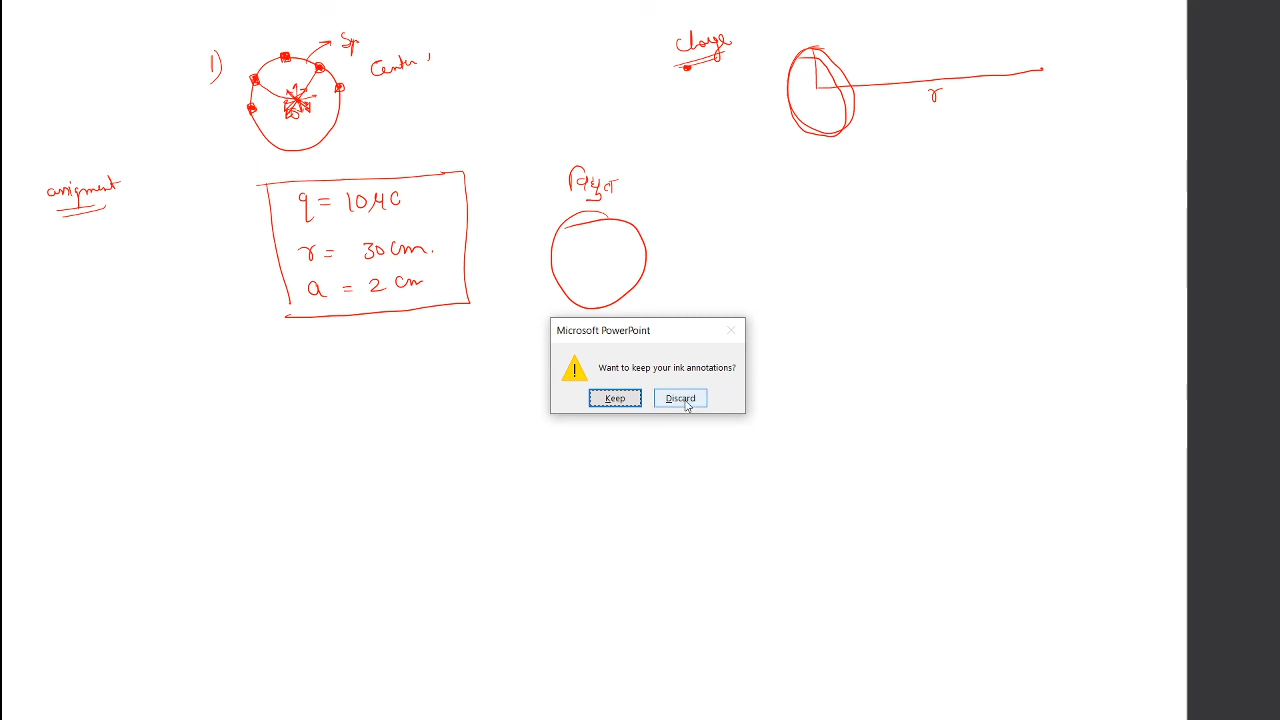 1)
Sp
Center,
charge
r
assigment
q = 10μC
r = 30 cm.
a = 2 cm
Microsoft PowerPoint
Want to keep your ink annotations?
Keep
Discard